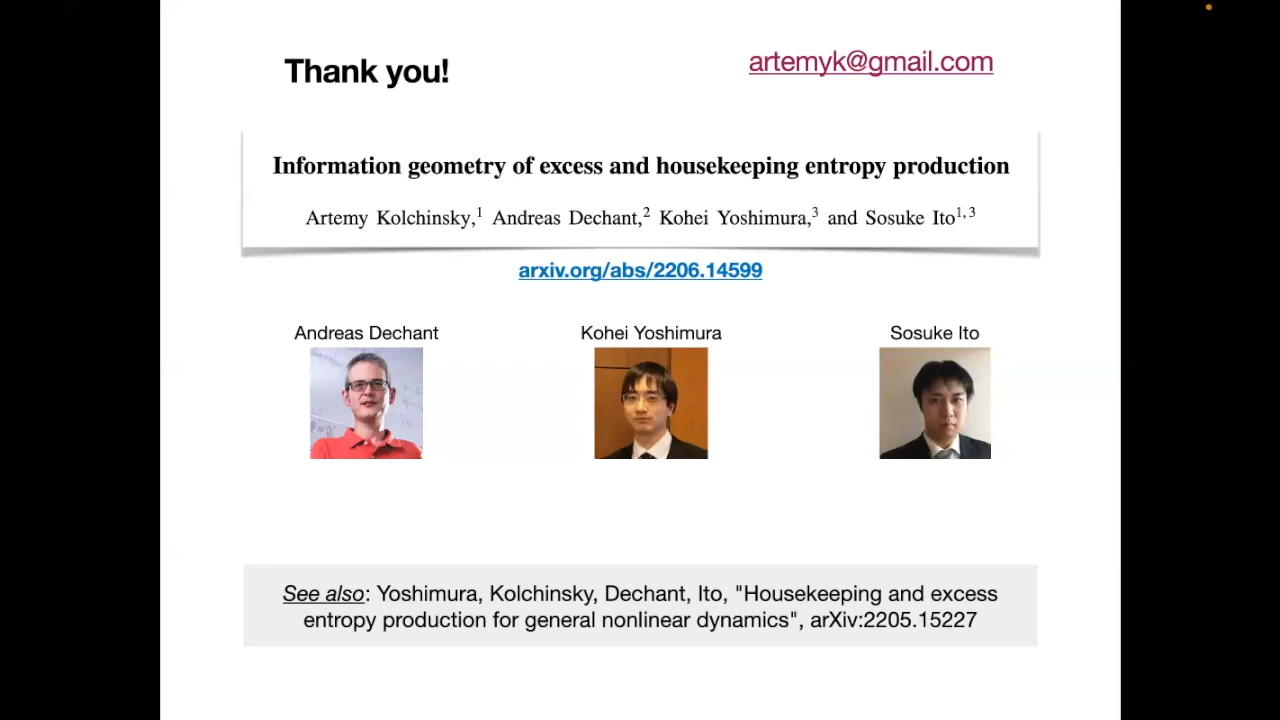 Thank you!
artemyk@gmail.com
Information geometry of excess and housekeeping entropy production
Artemy Kolchinsky,1 Andreas Dechant,2 Kohei Yoshimura,3 and Sosuke Ito1, 3
arxiv.org/abs/2206.14599
Andreas Dechant
Kohei Yoshimura
Sosuke Ito
See also: Yoshimura, Kolchinsky, Dechant, Ito, "Housekeeping and excess
entropy production for general nonlinear dynamics", arXiv:2205.15227